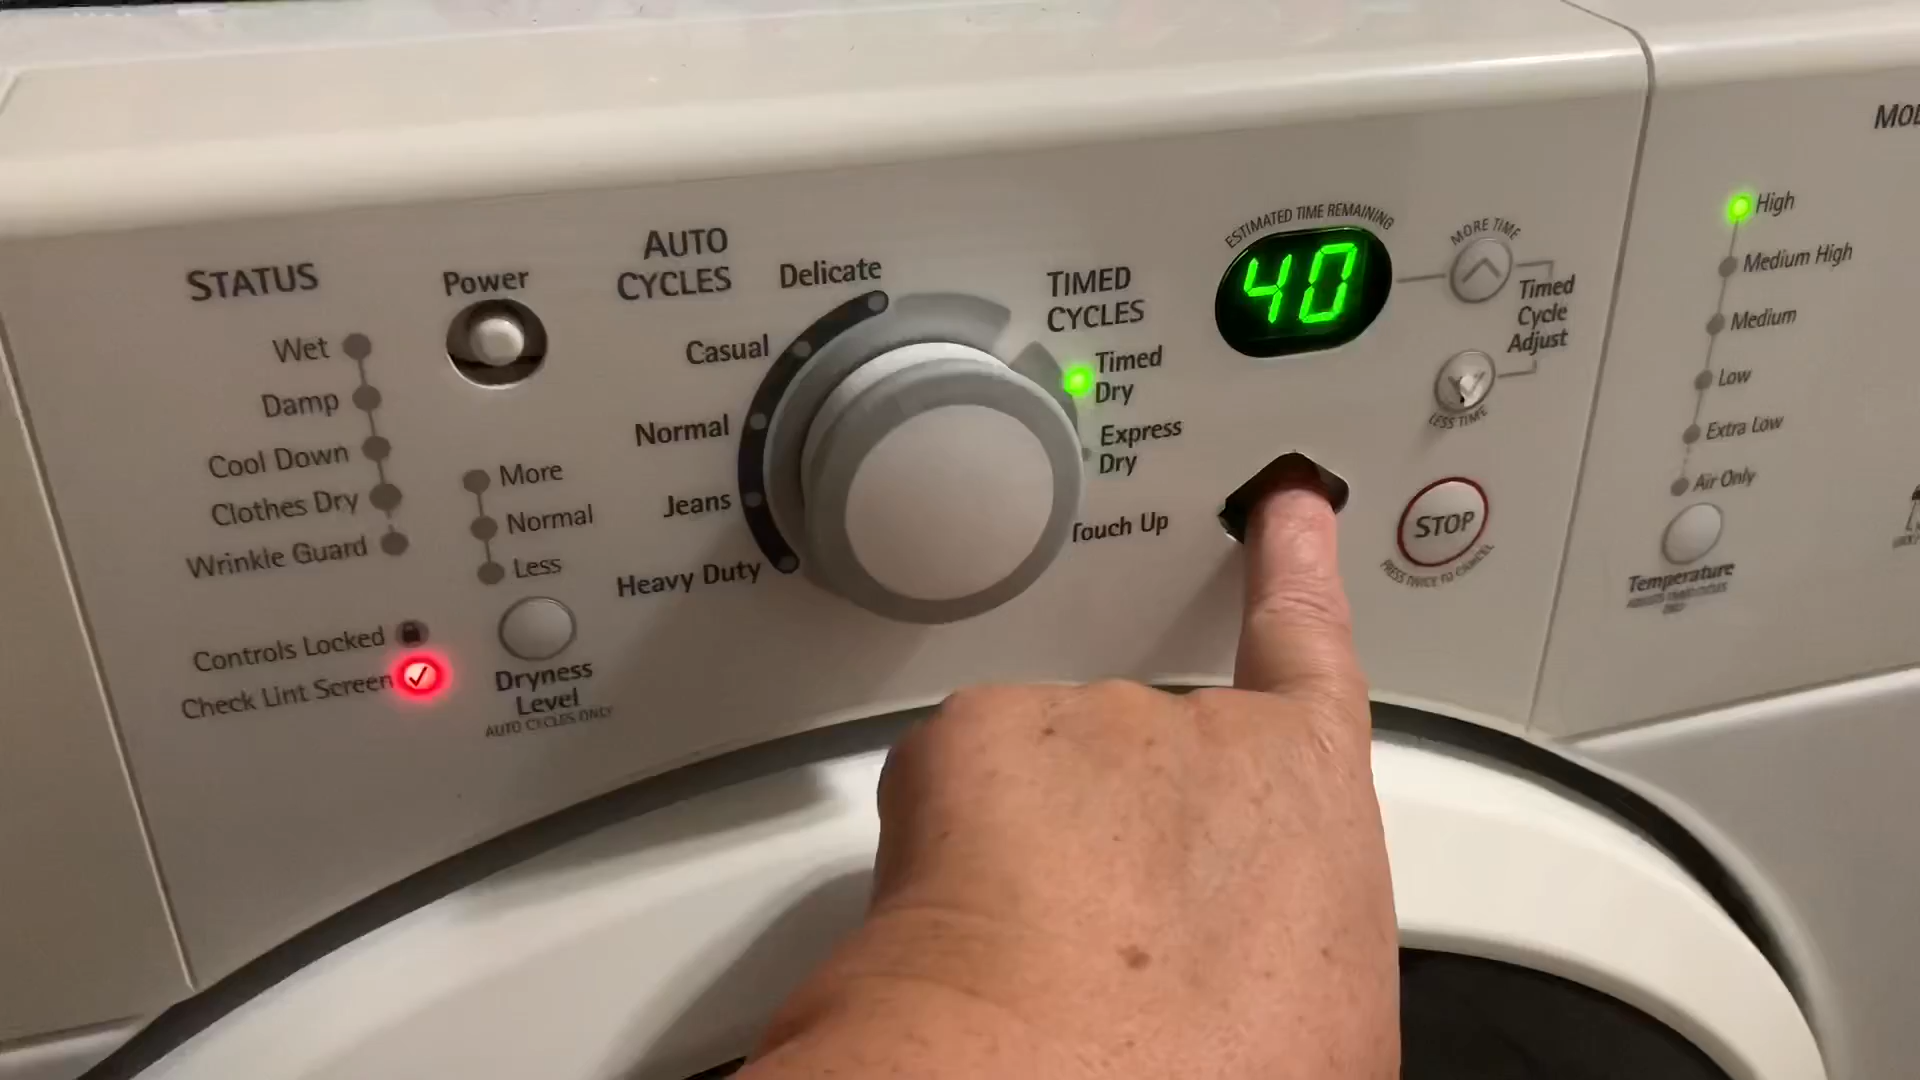 STATUS
Wet
Damp
Cool Down
Clothes Dry
Wrinkle Guard
Controls Locked
Check Lint Screen
Power
More
Normal
Less
Dryness
Level
AUTO CYCLES ONLY
AUTO
CYCLES
Delicate
Casual
Normal
Jeans
Heavy Duty
TIMED
CYCLES
Timed
Dry
Express
Dry
Touch Up
ESTIMATED TIME REMAINING
40
MORE TIME
Timed
Cycle
Adjust
LESS TIME
STOP
PRESS TWICE TO CANCEL
High
Medium High
Medium
Low
Extra Low
Air Only
Temperature